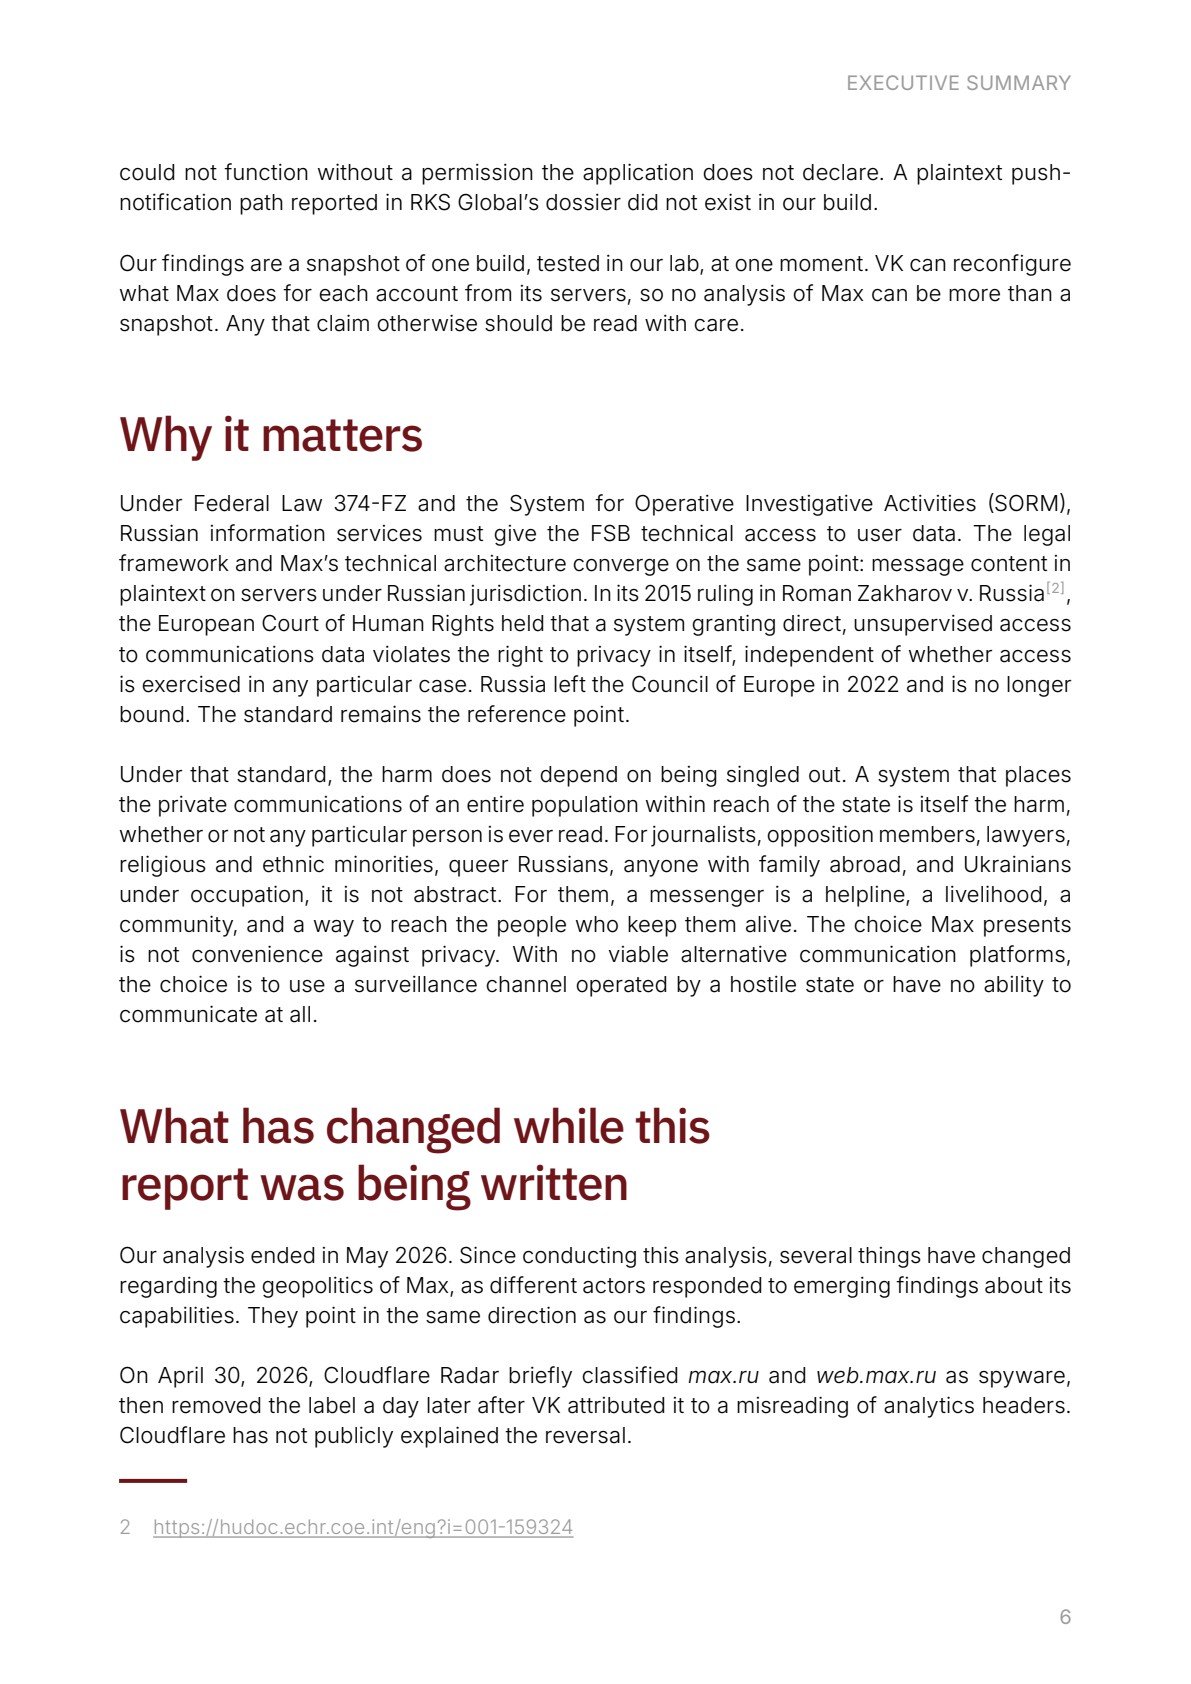 EXECUTIVE SUMMARY
could not function without a permission the application does not declare. A plaintext push-
notification path reported in RKS Global’s dossier did not exist in our build.
Our findings are a snapshot of one build, tested in our lab, at one moment. VK can reconfigure
what Max does for each account from its servers, so no analysis of Max can be more than a
snapshot. Any that claim otherwise should be read with care.
Why it matters
Under Federal Law 374-FZ and the System for Operative Investigative Activities (SORM),
Russian information services must give the FSB technical access to user data. The legal
framework and Max’s technical architecture converge on the same point: message content in
plaintext on servers under Russian jurisdiction. In its 2015 ruling in Roman Zakharov v. Russia[2],
the European Court of Human Rights held that a system granting direct, unsupervised access
to communications data violates the right to privacy in itself, independent of whether access
is exercised in any particular case. Russia left the Council of Europe in 2022 and is no longer
bound. The standard remains the reference point.
Under that standard, the harm does not depend on being singled out. A system that places
the private communications of an entire population within reach of the state is itself the harm,
whether or not any particular person is ever read. For journalists, opposition members, lawyers,
religious and ethnic minorities, queer Russians, anyone with family abroad, and Ukrainians
under occupation, it is not abstract. For them, a messenger is a helpline, a livelihood, a
community, and a way to reach the people who keep them alive. The choice Max presents
is not convenience against privacy. With no viable alternative communication platforms,
the choice is to use a surveillance channel operated by a hostile state or have no ability to
communicate at all.
What has changed while this
report was being written
Our analysis ended in May 2026. Since conducting this analysis, several things have changed
regarding the geopolitics of Max, as different actors responded to emerging findings about its
capabilities. They point in the same direction as our findings.
On April 30, 2026, Cloudflare Radar briefly classified max.ru and web.max.ru as spyware,
then removed the label a day later after VK attributed it to a misreading of analytics headers.
Cloudflare has not publicly explained the reversal.
2 https://hudoc.echr.coe.int/eng?i=001-159324
6